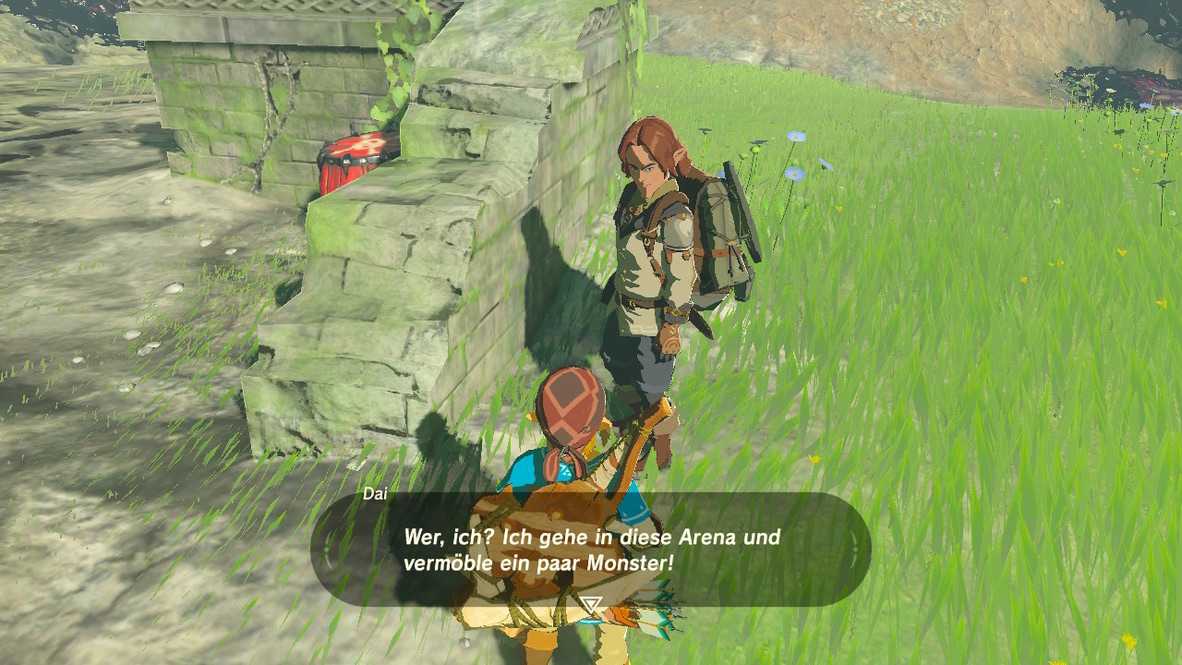 Dai
Wer, ich? Ich gehe in diese Arena und
vermöble ein paar Monster!